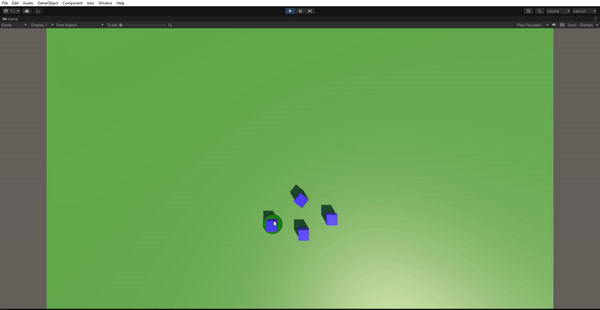 File Edit Assets GameObject Component Jobs Window Help
Layers Layout
Game
Game Display 1 Free Aspect Scale 1x Play Focused Stats Gizmos